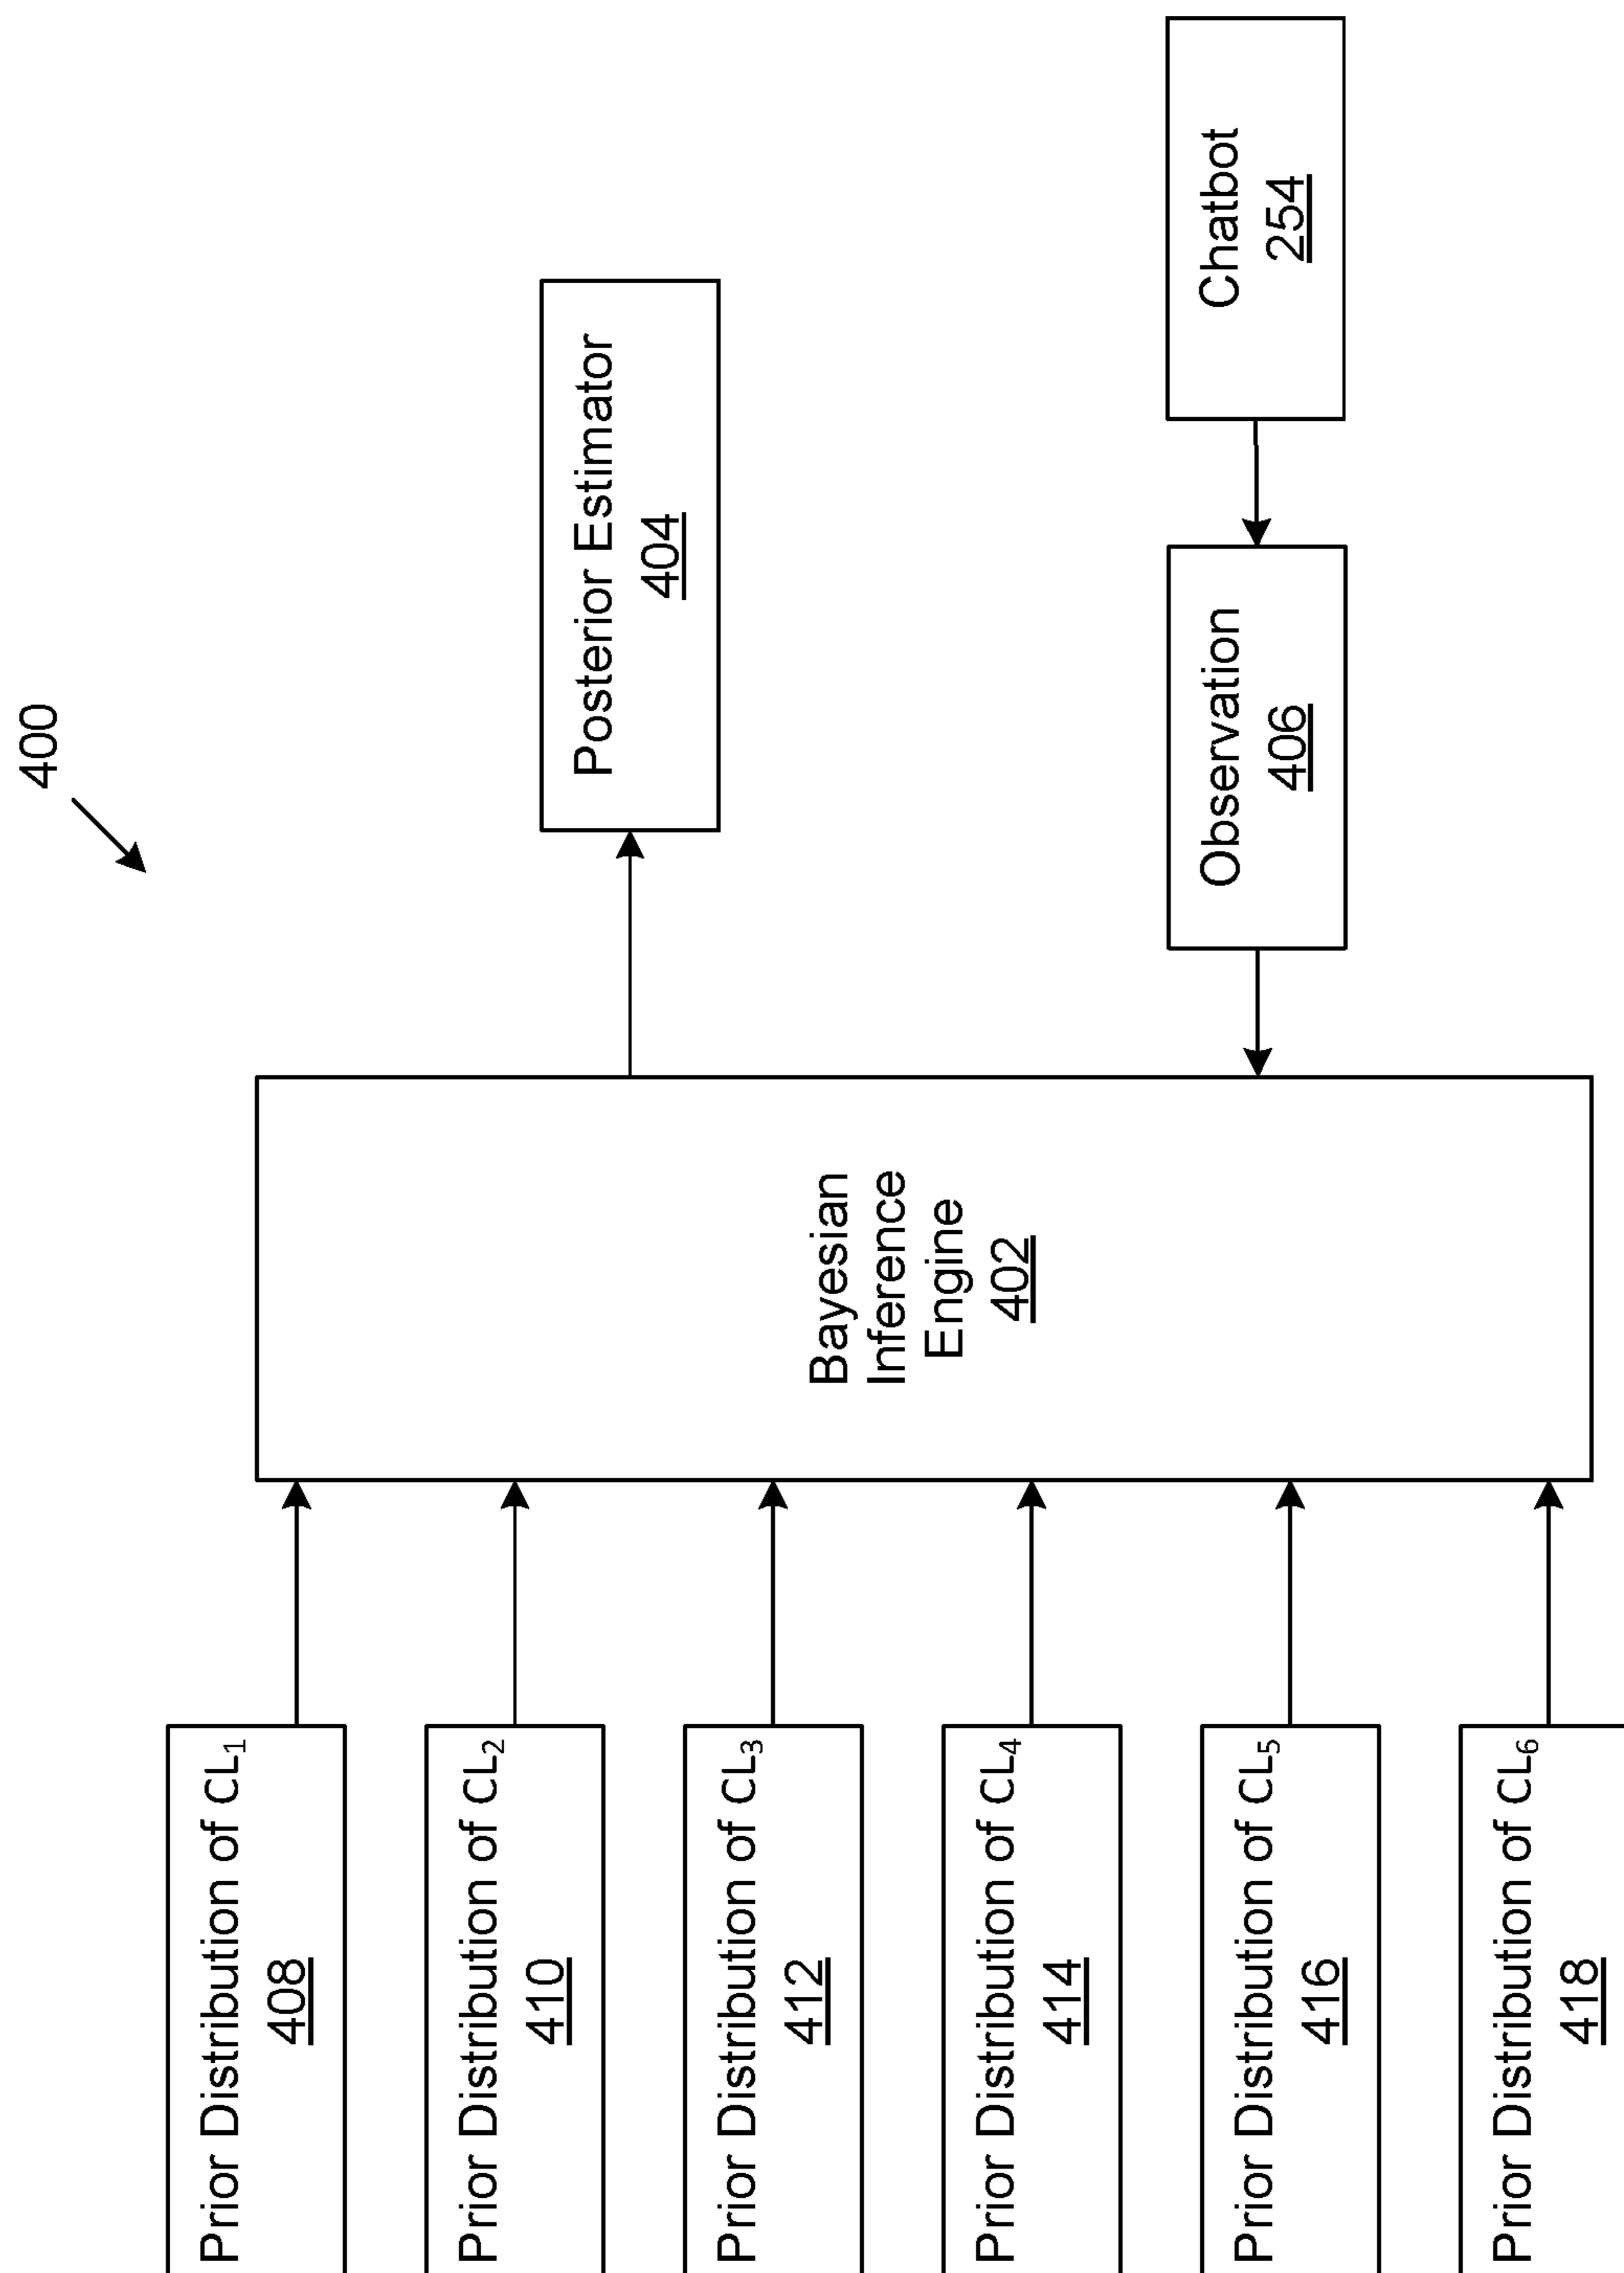 400
Prior Distribution of CL₁
408
Prior Distribution of CL₂
410
Prior Distribution of CL₃
412
Prior Distribution of CL₄
414
Prior Distribution of CL₅
416
Prior Distribution of CL₆
418
Bayesian
Inference
Engine
402
Posterior Estimator
404
Observation
406
Chatbot
254